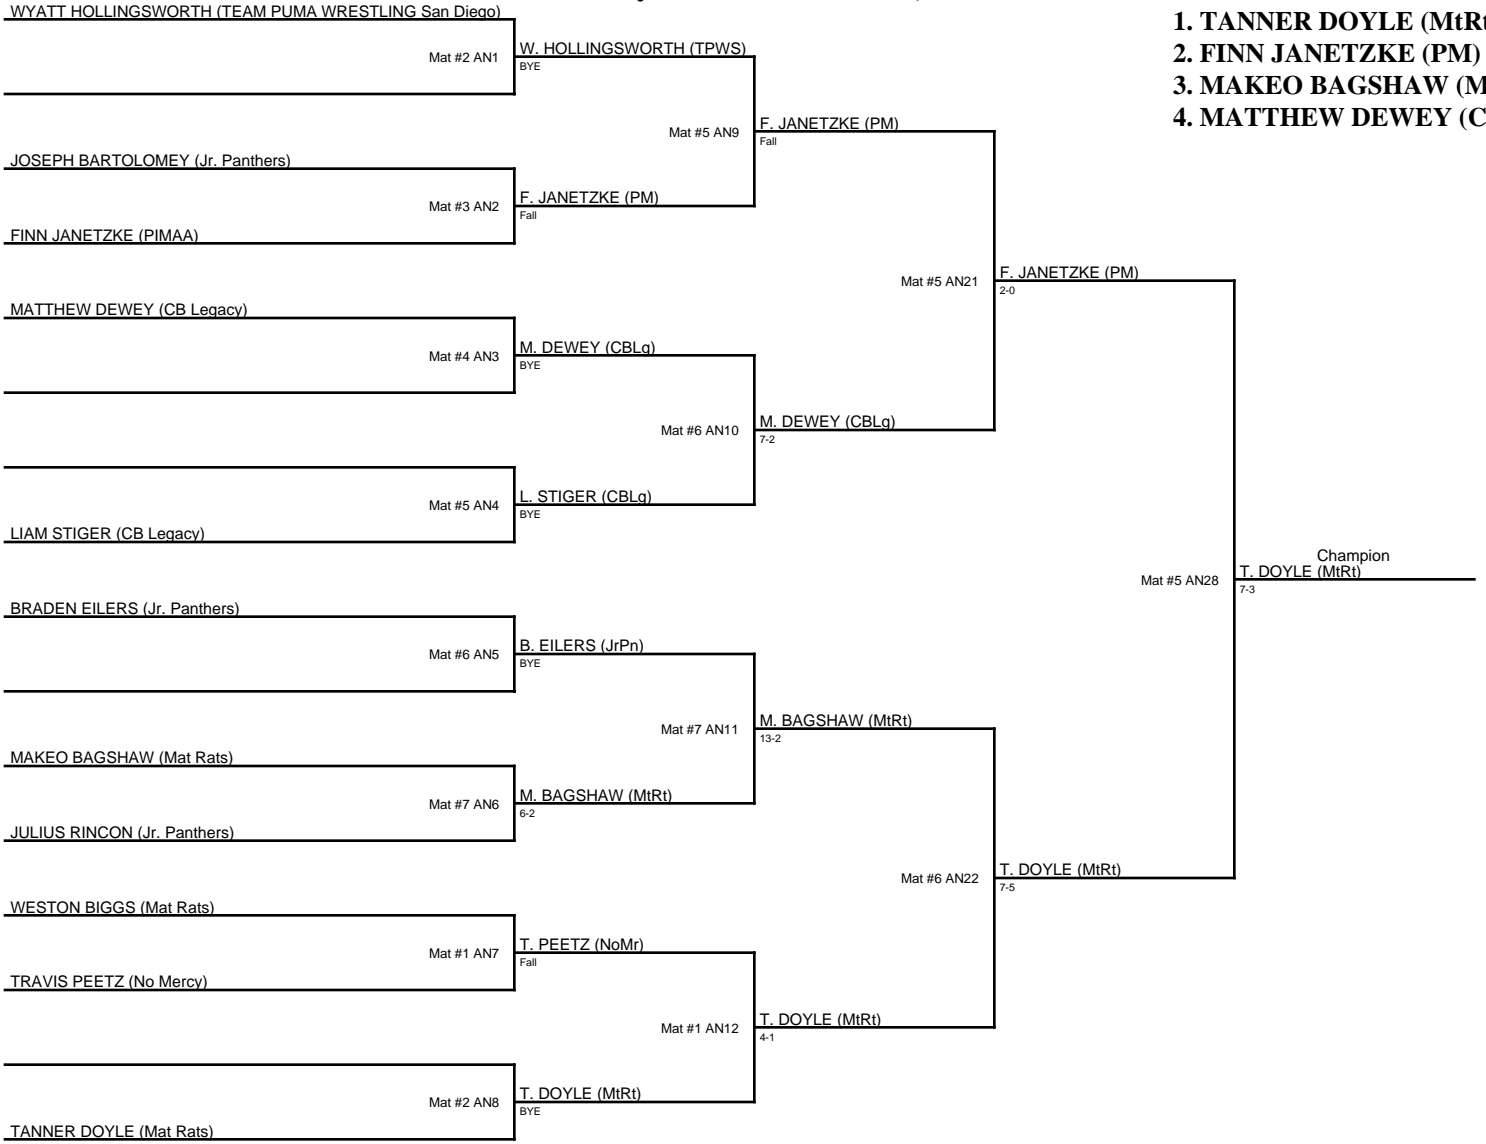 WYATT HOLLINGSWORTH (TEAM PUMA WRESTLING San Diego)
Mat #2 AN1
W. HOLLINGSWORTH (TPWS)
BYE
JOSEPH BARTOLOMEY (Jr. Panthers)
Mat #3 AN2
F. JANETZKE (PM)
Fall
FINN JANETZKE (PIMAA)
Mat #5 AN9
F. JANETZKE (PM)
Fall
MATTHEW DEWEY (CB Legacy)
Mat #4 AN3
M. DEWEY (CBLg)
BYE
Mat #6 AN10
M. DEWEY (CBLg)
7-2
Mat #5 AN4
L. STIGER (CBLg)
BYE
LIAM STIGER (CB Legacy)
Mat #5 AN21
F. JANETZKE (PM)
2-0
BRADEN EILERS (Jr. Panthers)
Mat #6 AN5
B. EILERS (JrPn)
BYE
Mat #7 AN11
M. BAGSHAW (MtRt)
13-2
MAKEO BAGSHAW (Mat Rats)
Mat #7 AN6
M. BAGSHAW (MtRt)
6-2
JULIUS RINCON (Jr. Panthers)
Mat #6 AN22
T. DOYLE (MtRt)
7-5
WESTON BIGGS (Mat Rats)
Mat #1 AN7
T. PEETZ (NoMr)
Fall
TRAVIS PEETZ (No Mercy)
Mat #1 AN12
T. DOYLE (MtRt)
4-1
Mat #2 AN8
T. DOYLE (MtRt)
BYE
TANNER DOYLE (Mat Rats)
Mat #5 AN28
Champion
T. DOYLE (MtRt)
7-3
1. TANNER DOYLE (MtRt
2. FINN JANETZKE (PM)
3. MAKEO BAGSHAW (M
4. MATTHEW DEWEY (C